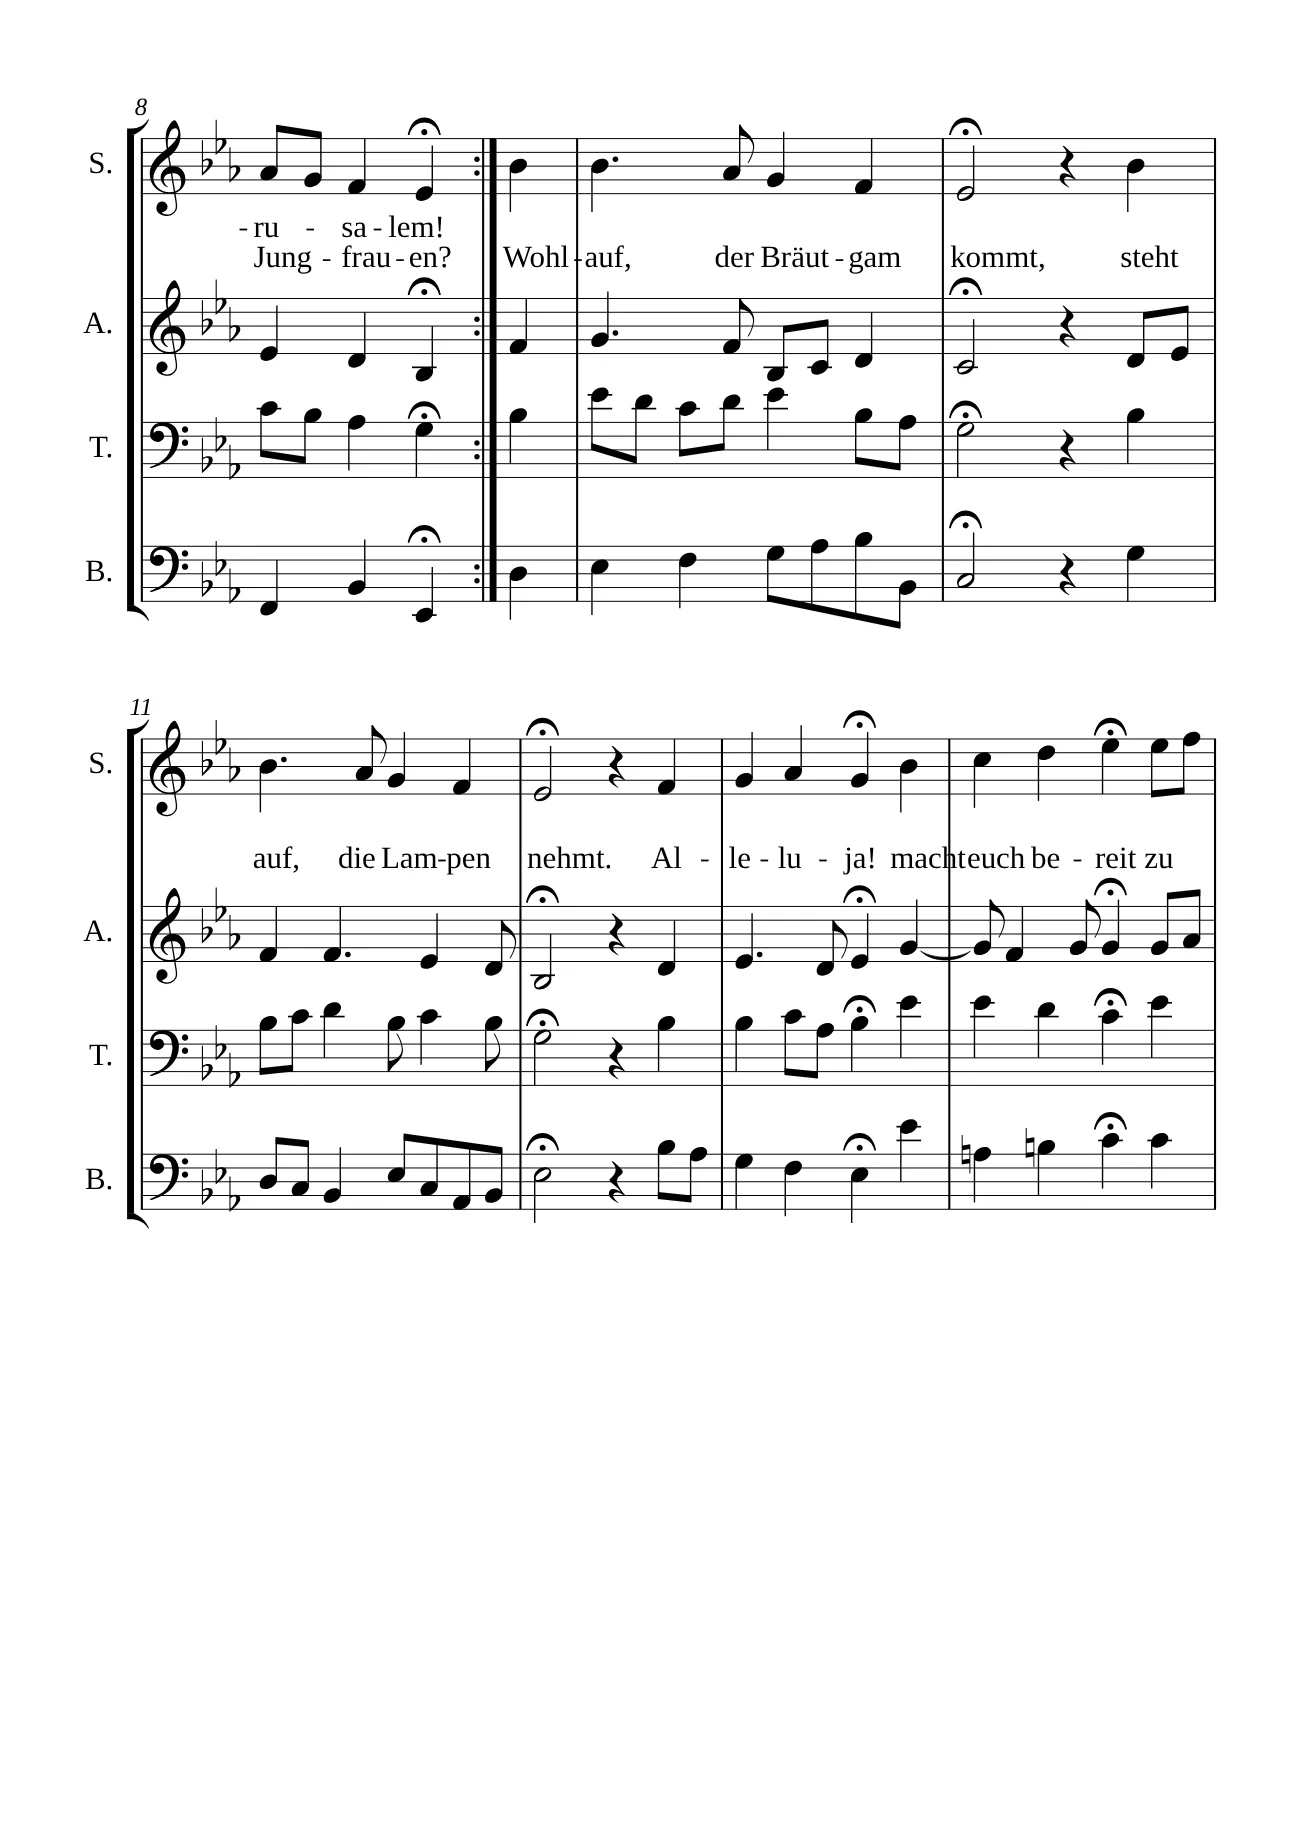 8
S.
- ru - sa - lem!
Jung - frau - en? Wohl - auf, der Bräut - gam kommt, steht
A.
T.
B.
11
S.
auf, die Lam - pen nehmt. Al - le - lu - ja! macht euch be - reit zu
A.
T.
B.